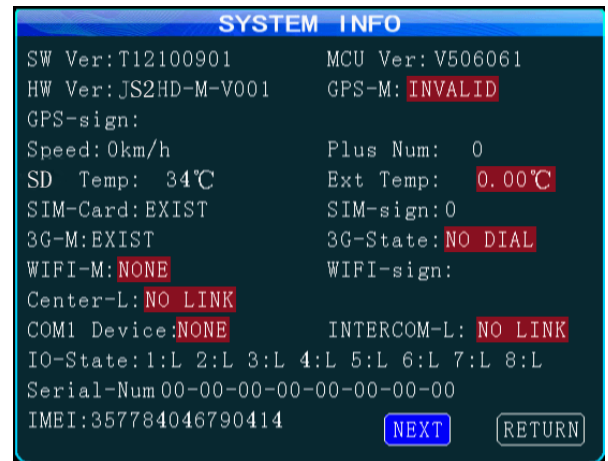 SYSTEM INFO
SW Ver:T12100901 MCU Ver:V506061
HW Ver:JS2HD-M-V001 GPS-M:INVALID
GPS-sign:
Speed:0km/h Plus Num: 0
SD Temp: 34℃ Ext Temp: 0.00℃
SIM-Card:EXIST SIM-sign:0
3G-M:EXIST 3G-State:NO DIAL
WIFI-M:NONE WIFI-sign:
Center-L:NO LINK
COM1 Device:NONE INTERCOM-L: NO LINK
IO-State:1:L 2:L 3:L 4:L 5:L 6:L 7:L 8:L
Serial-Num 00-00-00-00-00-00-00-00
IMEI:357784046790414 NEXT RETURN